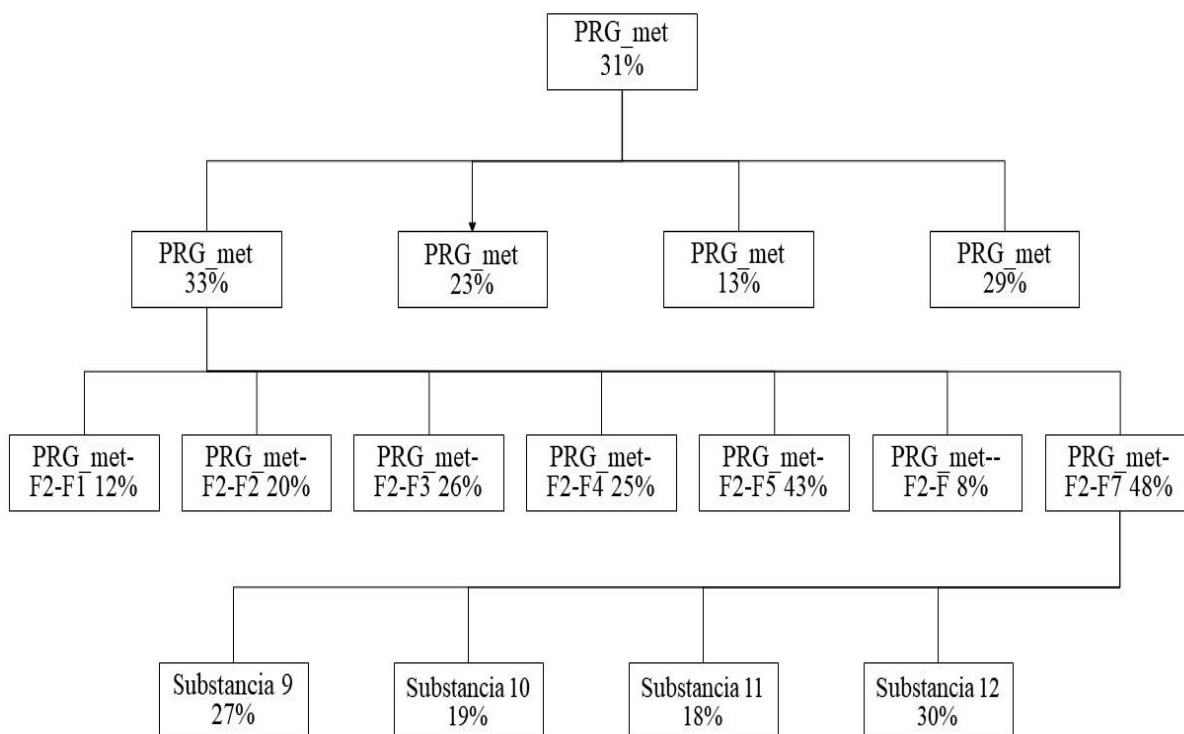 PRG_met
31%
PRG_met
33%
PRG_met
23%
PRG_met
13%
PRG_met
29%
PRG_met-
F2-F1 12%
PRG_met-
F2-F2 20%
PRG_met-
F2-F3 26%
PRG_met-
F2-F4 25%
PRG_met-
F2-F5 43%
PRG_met--
F2-F 8%
PRG_met-
F2-F7 48%
Substancia 9
27%
Substancia 10
19%
Substancia 11
18%
Substancia 12
30%